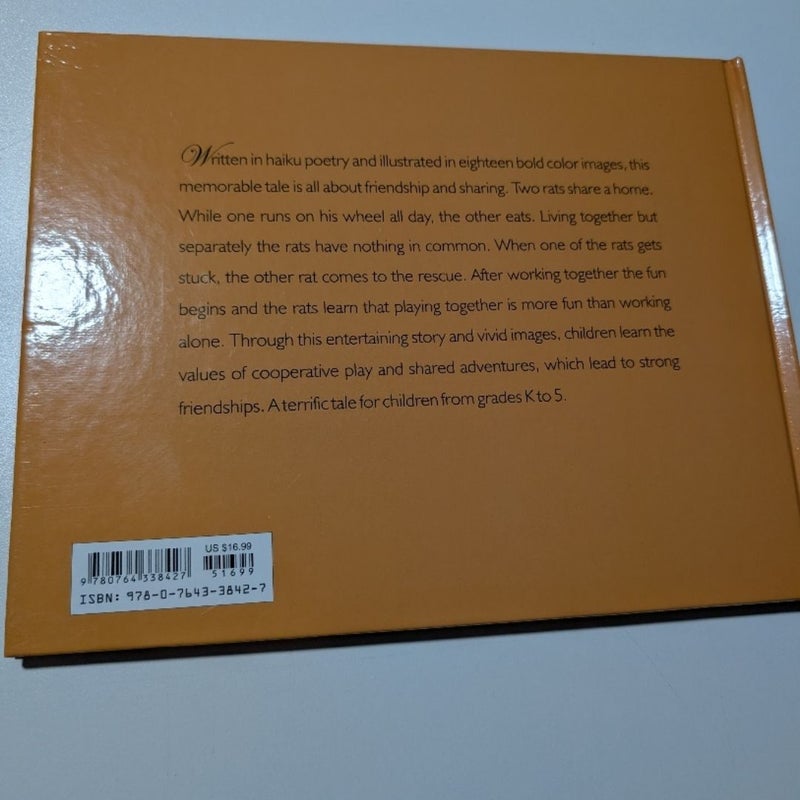 Written in haiku poetry and illustrated in eighteen bold color images, this
memorable tale is all about friendship and sharing. Two rats share a home.
While one runs on his wheel all day, the other eats. Living together but
separately the rats have nothing in common. When one of the rats gets
stuck, the other rat comes to the rescue. After working together the fun
begins and the rats learn that playing together is more fun than working
alone. Through this entertaining story and vivid images, children learn the
values of cooperative play and shared adventures, which lead to strong
friendships. A terrific tale for children from grades K to 5.
US $16.99
9 780764 338427
51699
ISBN: 978-0-7643-3842-7